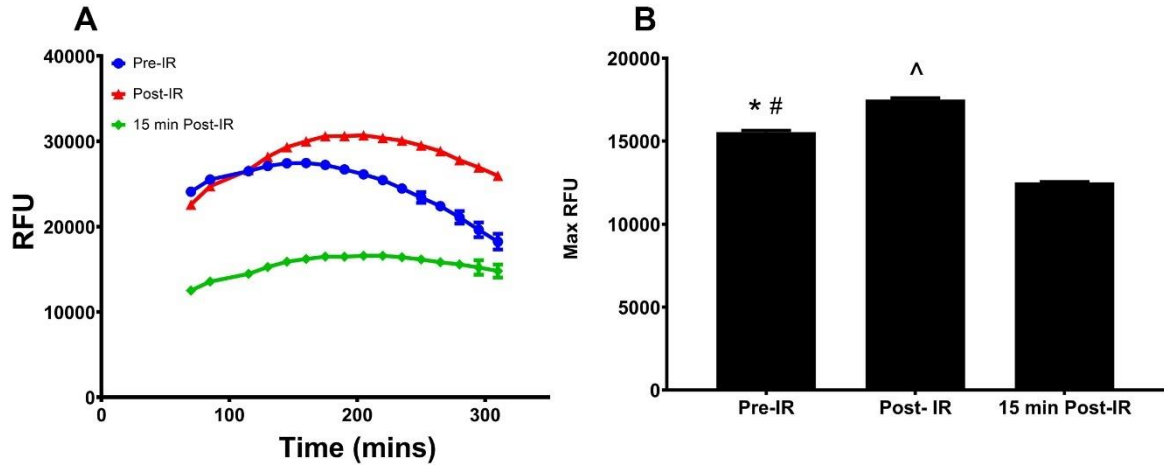 A
40000
30000
20000
10000
0
RFU
Pre-IR
Post-IR
15 min Post-IR
0 100 200 300
Time (mins)
B
20000
15000
10000
5000
0
Max RFU
* #
^
Pre-IR Post- IR 15 min Post-IR